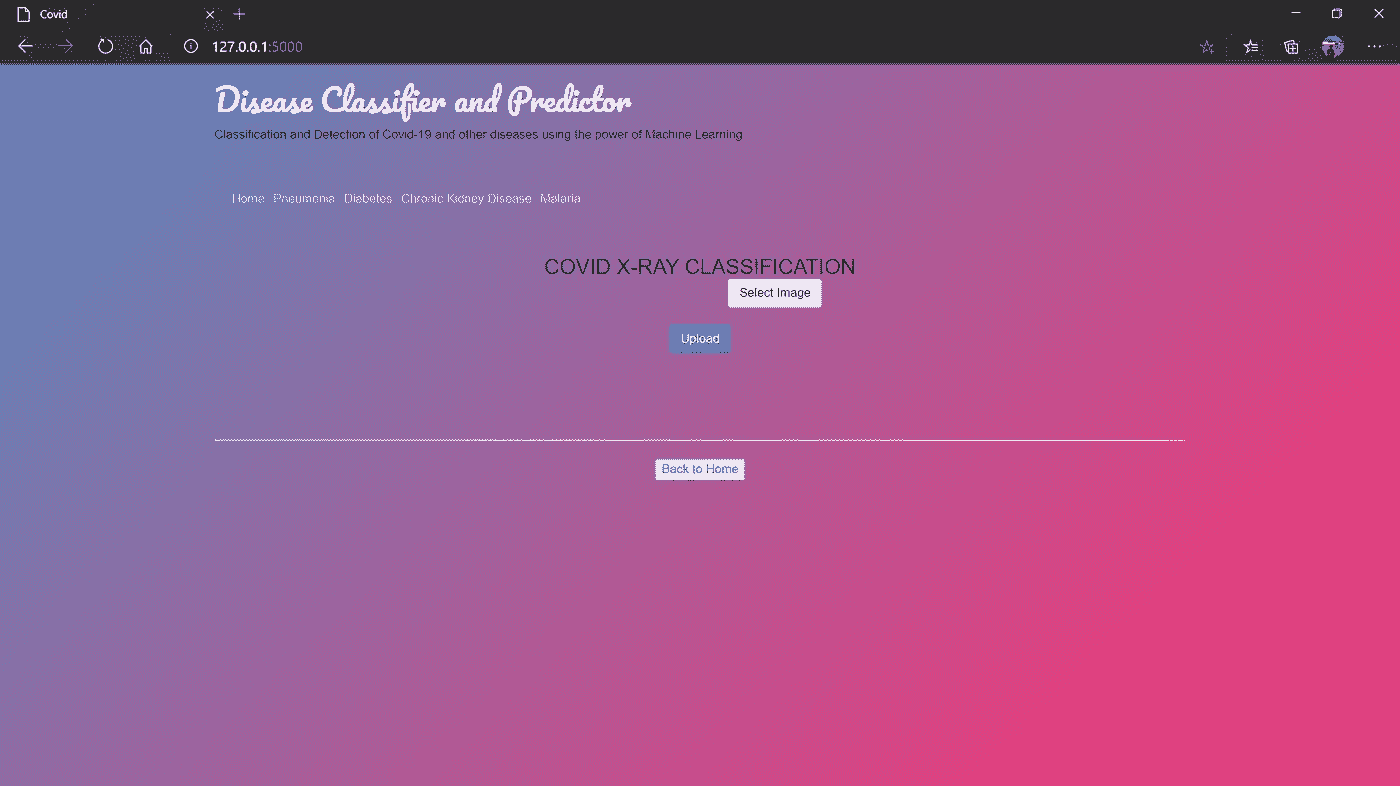 Covid
127.0.0.1:5000
Disease Classifier and Predictor
Classification and Detection of Covid-19 and other diseases using the power of Machine Learning
Home Pneumonia Diabetes Chronic Kidney Disease Malaria
COVID X-RAY CLASSIFICATION
Select Image
Upload
Back to Home